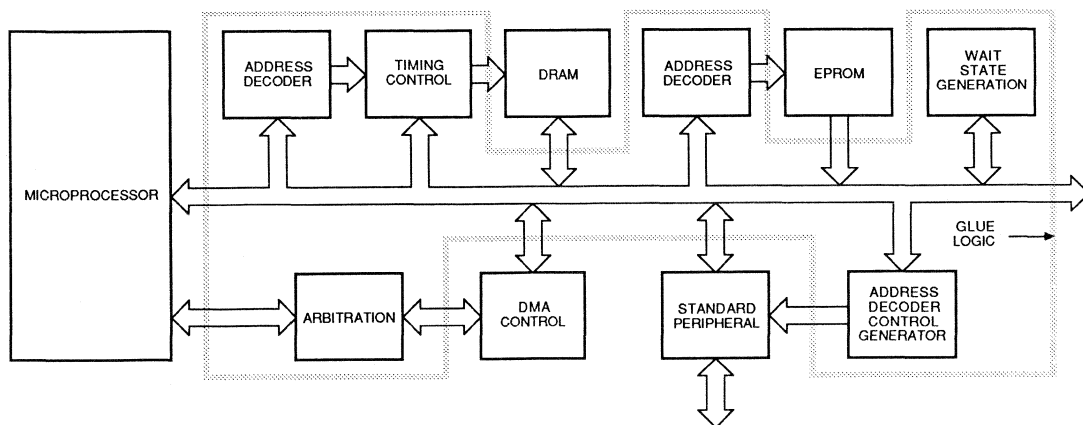 MICROPROCESSOR
ADDRESS
DECODER
TIMING
CONTROL
DRAM
ADDRESS
DECODER
EPROM
WAIT
STATE
GENERATION
GLUE
LOGIC
ARBITRATION
DMA
CONTROL
STANDARD
PERIPHERAL
ADDRESS
DECODER
CONTROL
GENERATOR